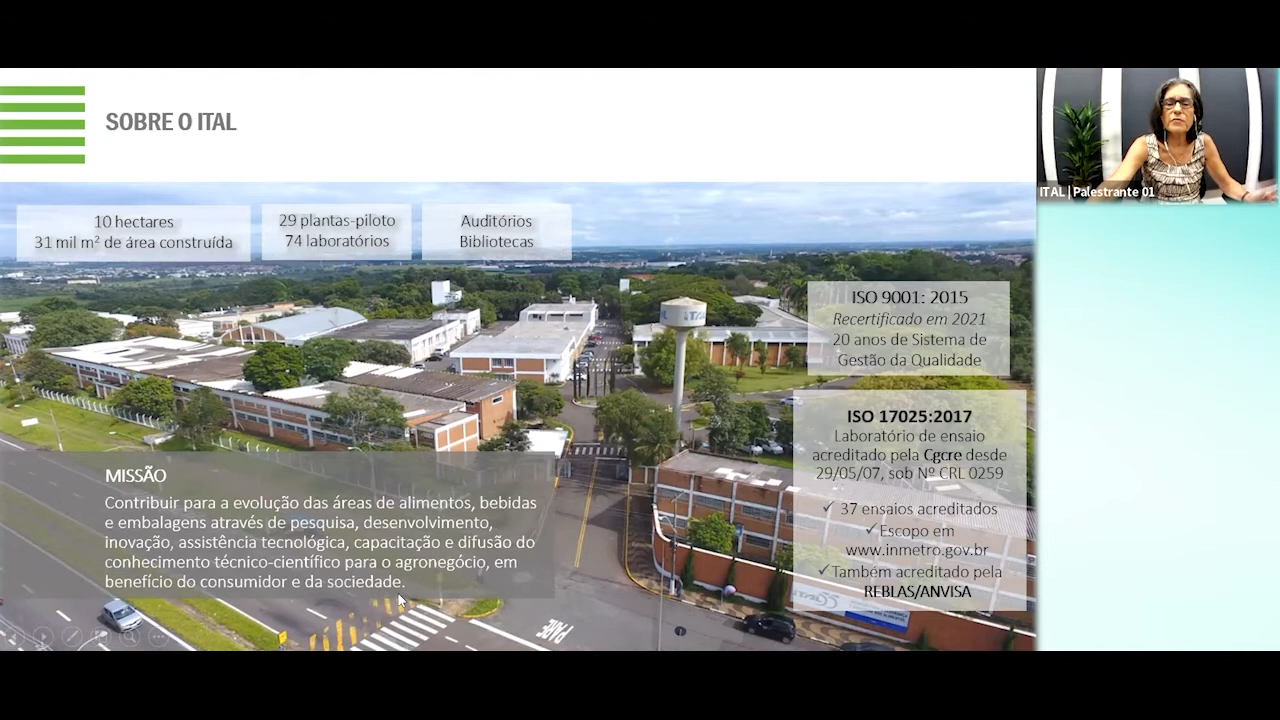 SOBRE O ITAL
ITAL | Palestrante 01
10 hectares
31 mil m² de área construída
29 plantas-piloto
74 laboratórios
Auditórios
Bibliotecas
ISO 9001: 2015
Recertificado em 2021
20 anos de Sistema de
Gestão da Qualidade
ITAL
ISO 17025:2017
Laboratório de ensaio
acreditado pela Cgcre desde
29/05/07, sob Nº CRL 0259
✓ 37 ensaios acreditados
✓Escopo em
www.inmetro.gov.br
✓Também acreditado pela
REBLAS/ANVISA
MISSÃO
Contribuir para a evolução das áreas de alimentos, bebidas
e embalagens através de pesquisa, desenvolvimento,
inovação, assistência tecnológica, capacitação e difusão do
conhecimento técnico-científico para o agronegócio, em
benefício do consumidor e da sociedade.
PARE